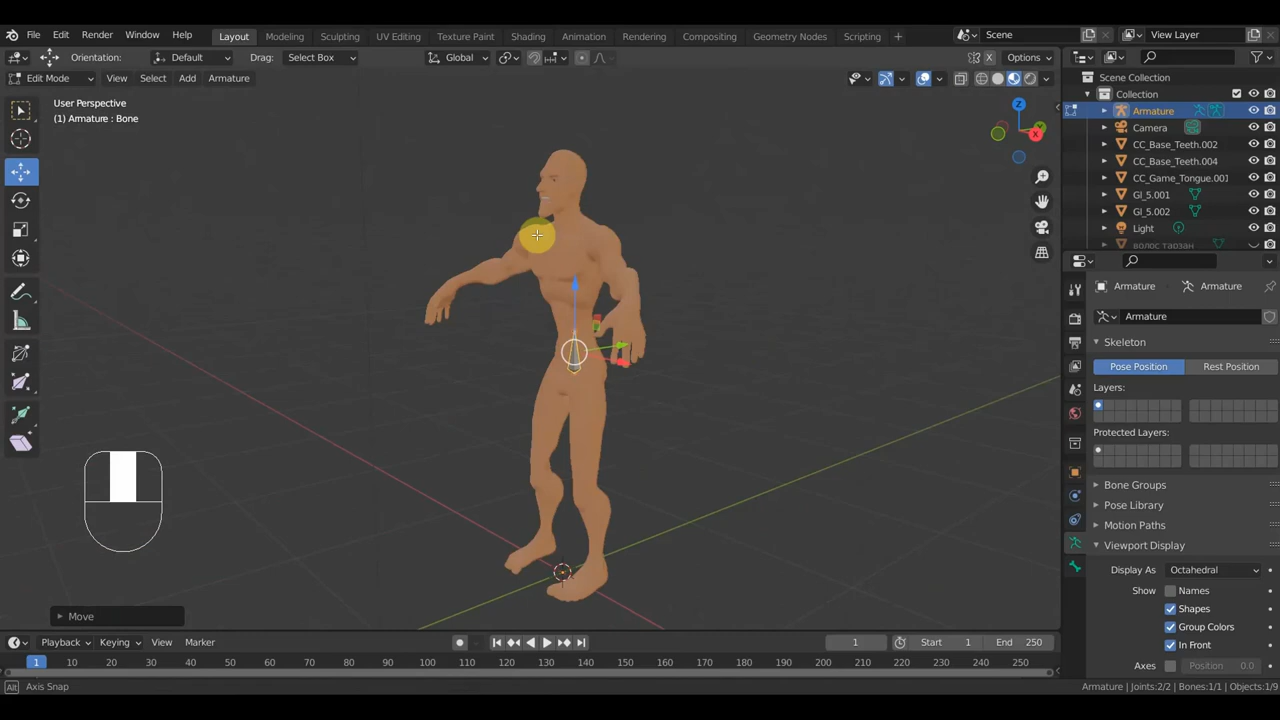 File Edit Render Window Help Layout Modeling Sculpting UV Editing Texture Paint Shading Animation Rendering Compositing Geometry Nodes Scripting + Scene View Layer
Orientation: Default Drag: Select Box Global Options
Edit Mode View Select Add Armature
User Perspective
(1) Armature : Bone
Z
X
Y
Scene Collection
Collection
Armature
Camera
CC_Base_Teeth.002
CC_Base_Teeth.004
CC_Game_Tongue.001
GI_5.001
GI_5.002
Light
волос тарзан
Armature Armature
Armature
Skeleton
Pose Position Rest Position
Layers:
Protected Layers:
Bone Groups
Pose Library
Motion Paths
Viewport Display
Display As Octahedral
Show Names
Shapes
Group Colors
In Front
Axes Position 0.0
Move
Playback Keying View Marker 1 Start 1 End 250
1 10 20 30 40 50 60 70 80 90 100 110 120 130 140 150 160 170 180 190 200 210 220 230 240 250
Alt Axis Snap Armature | Joints:2/2 | Bones:1/1 | Objects:1/9